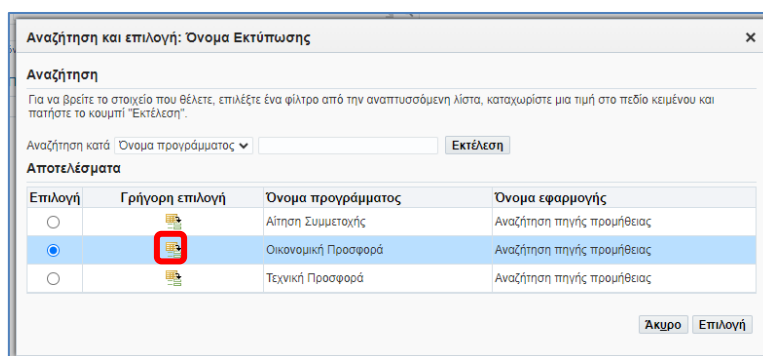 Αναζήτηση και επιλογή: Όνομα Εκτύπωσης
Αναζήτηση
Για να βρείτε το στοιχείο που θέλετε, επιλέξτε ένα φίλτρο από την αναπτυσσόμενη λίστα, καταχωρίστε μια τιμή στο πεδίο κειμένου και
πατήστε το κουμπί "Εκτέλεση".
Αναζήτηση κατά Όνομα προγράμματος Εκτέλεση
Αποτελέσματα
Επιλογή Γρήγορη επιλογή Όνομα προγράμματος Όνομα εφαρμογής
Αίτηση Συμμετοχής Αναζήτηση πηγής προμήθειας
Οικονομική Προσφορά Αναζήτηση πηγής προμήθειας
Τεχνική Προσφορά Αναζήτηση πηγής προμήθειας
Άκυρο Επιλογή